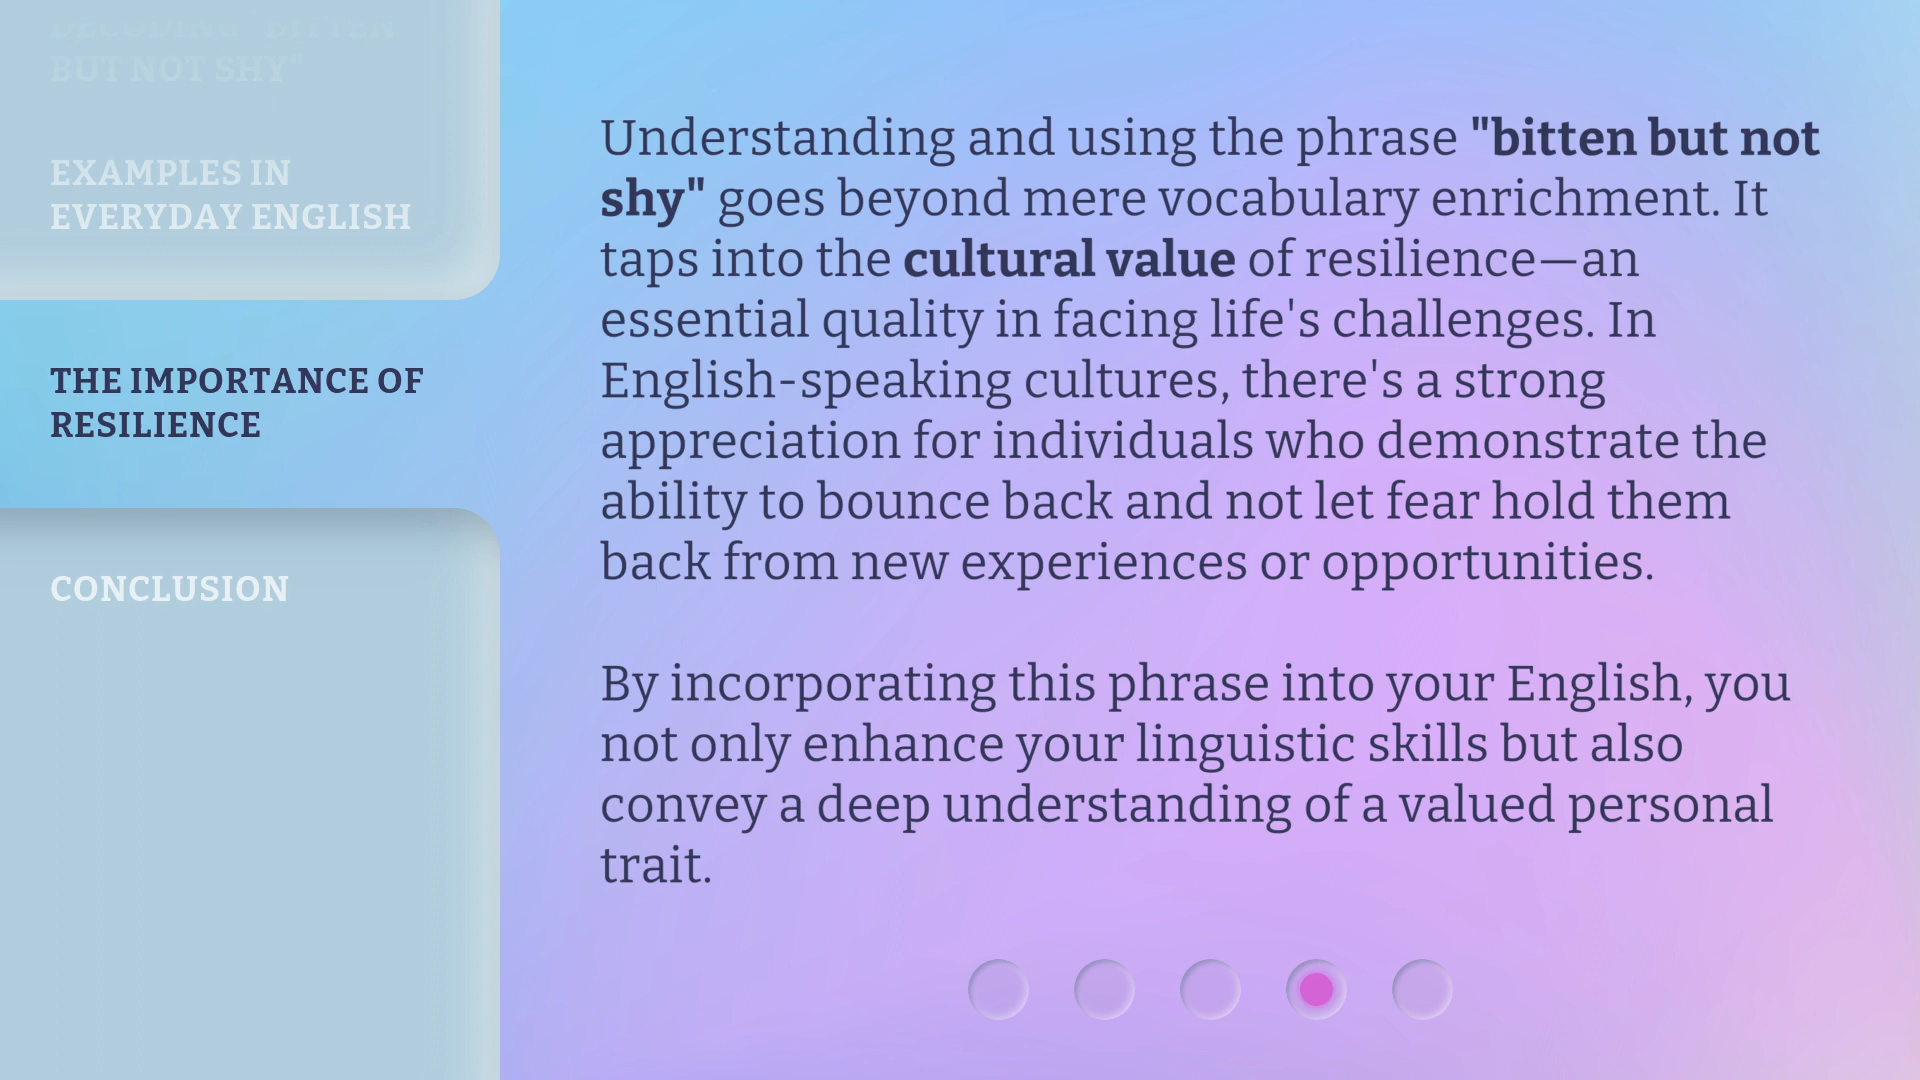 DECODING "BITTEN
BUT NOT SHY"
EXAMPLES IN
EVERYDAY ENGLISH
THE IMPORTANCE OF
RESILIENCE
CONCLUSION
Understanding and using the phrase "bitten but not
shy" goes beyond mere vocabulary enrichment. It
taps into the cultural value of resilience—an
essential quality in facing life's challenges. In
English-speaking cultures, there's a strong
appreciation for individuals who demonstrate the
ability to bounce back and not let fear hold them
back from new experiences or opportunities.
By incorporating this phrase into your English, you
not only enhance your linguistic skills but also
convey a deep understanding of a valued personal
trait.